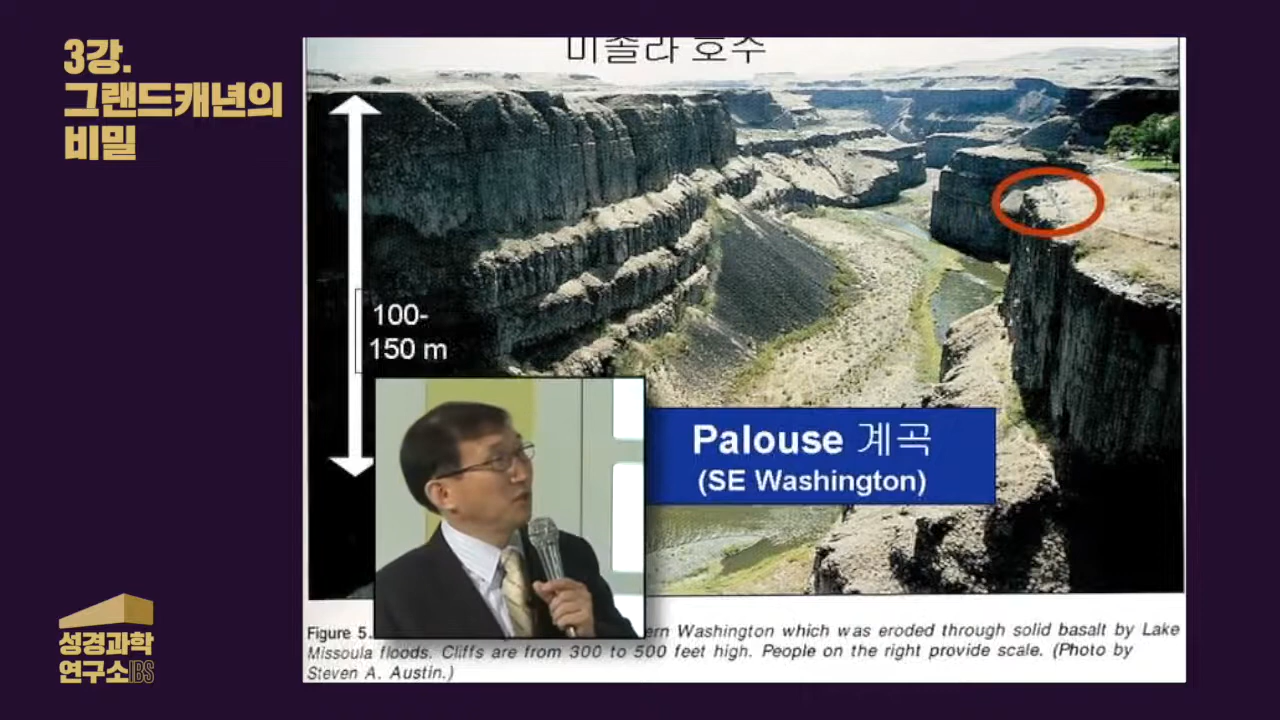 3강.
그랜드캐년의
비밀
미졸라 호수
100-
150 m
Palouse 계곡
(SE Washington)
Figure 5.
ern Washington which was eroded through solid basalt by Lake
Missoula floods. Cliffs are from 300 to 500 feet high. People on the right provide scale. (Photo by
Steven A. Austin.)
성경과학
연구소IBS